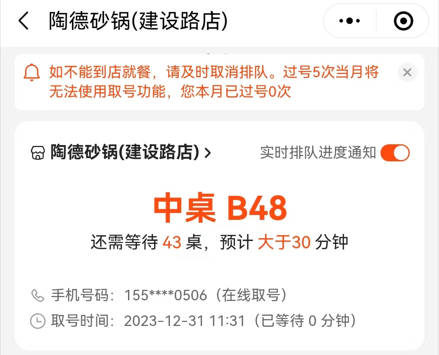 陶德砂锅(建设路店)
如不能到店就餐，请及时取消排队。过号5次当月将
无法使用取号功能，您本月已过号0次
陶德砂锅(建设路店)
实时排队进度通知
中桌 B48
还需等待 43 桌，预计 大于30 分钟
手机号码：155****0506（在线取号）
取号时间：2023-12-31 11:31（已等待 0 分钟）